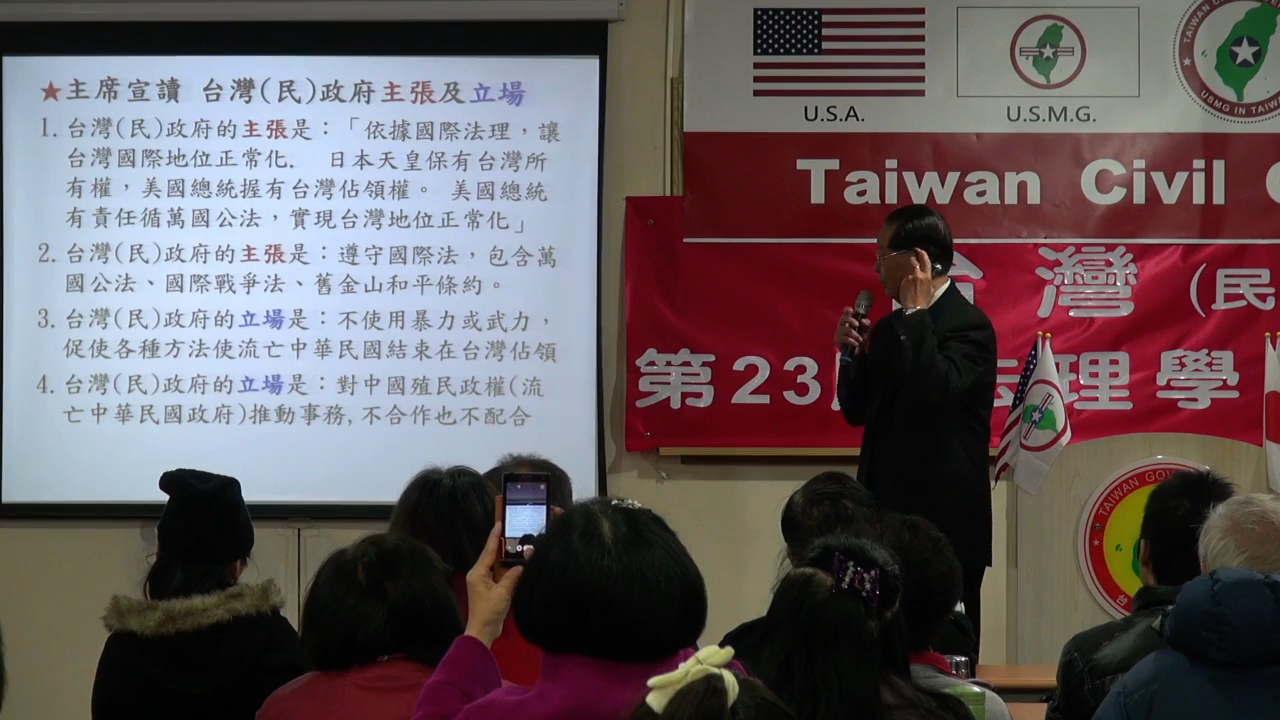 ★主席宣讀 台灣(民)政府主張及立場
1. 台灣(民)政府的主張是：「依據國際法理，讓
台灣國際地位正常化. 日本天皇保有台灣所
有權，美國總統握有台灣佔領權。 美國總統
有責任循萬國公法，實現台灣地位正常化」
2. 台灣(民)政府的主張是：遵守國際法，包含萬
國公法、國際戰爭法、舊金山和平條約。
3. 台灣(民)政府的立場是：不使用暴力或武力，
促使各種方法使流亡中華民國結束在台灣佔領
4. 台灣(民)政府的立場是：對中國殖民政權(流
亡中華民國政府)推動事務, 不合作也不配合
U.S.A.
U.S.M.G.
USMG IN TAIW
Taiwan Civil
台灣 (民
第23
理學
TAIWAN GOV